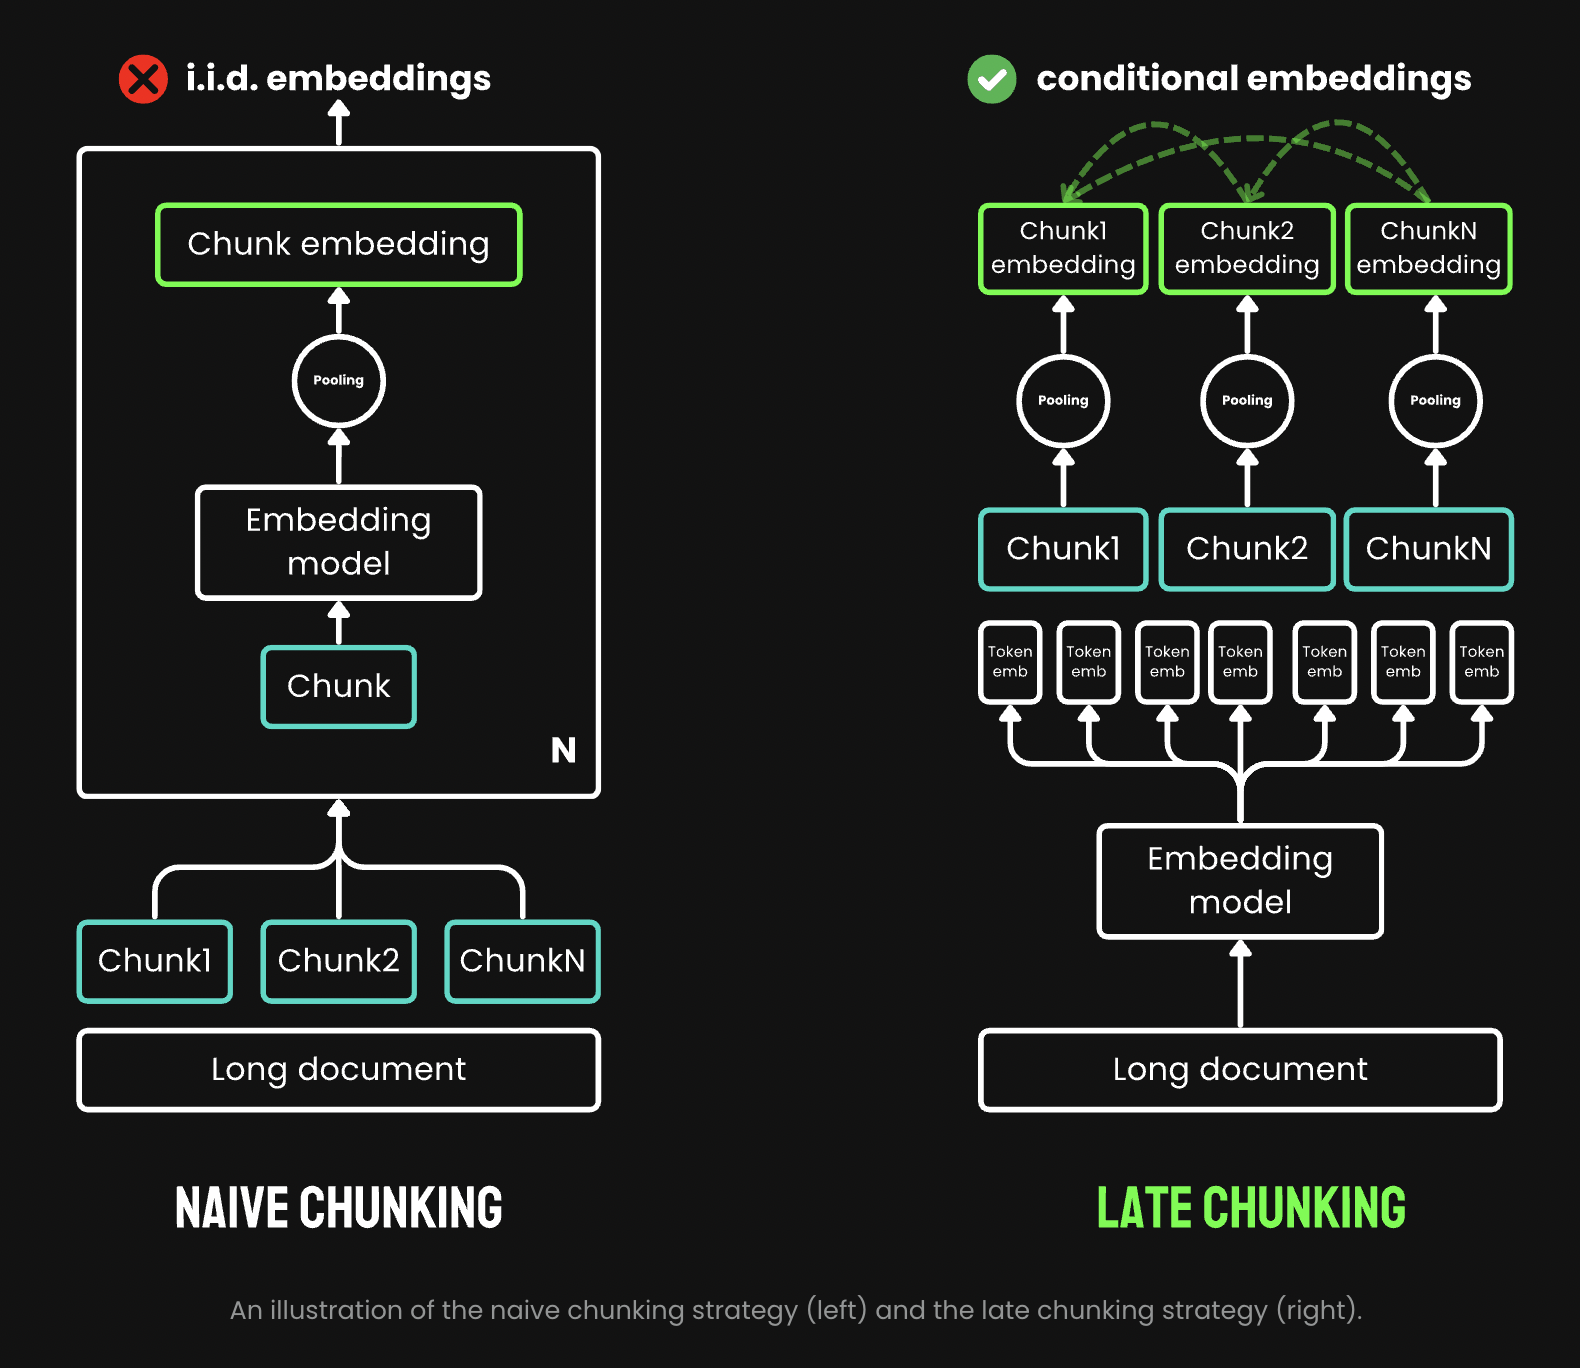 i.i.d. embeddings
Chunk embedding
Pooling
Embedding
model
Chunk
N
Chunk1
Chunk2
ChunkN
Long document
NAIVE CHUNKING
conditional embeddings
Chunk1
embedding
Chunk2
embedding
ChunkN
embedding
Pooling
Pooling
Pooling
Chunk1
Chunk2
ChunkN
Token
emb
Token
emb
Token
emb
Token
emb
Token
emb
Token
emb
Token
emb
Embedding
model
Long document
LATE CHUNKING
An illustration of the naive chunking strategy (left) and the late chunking strategy (right).